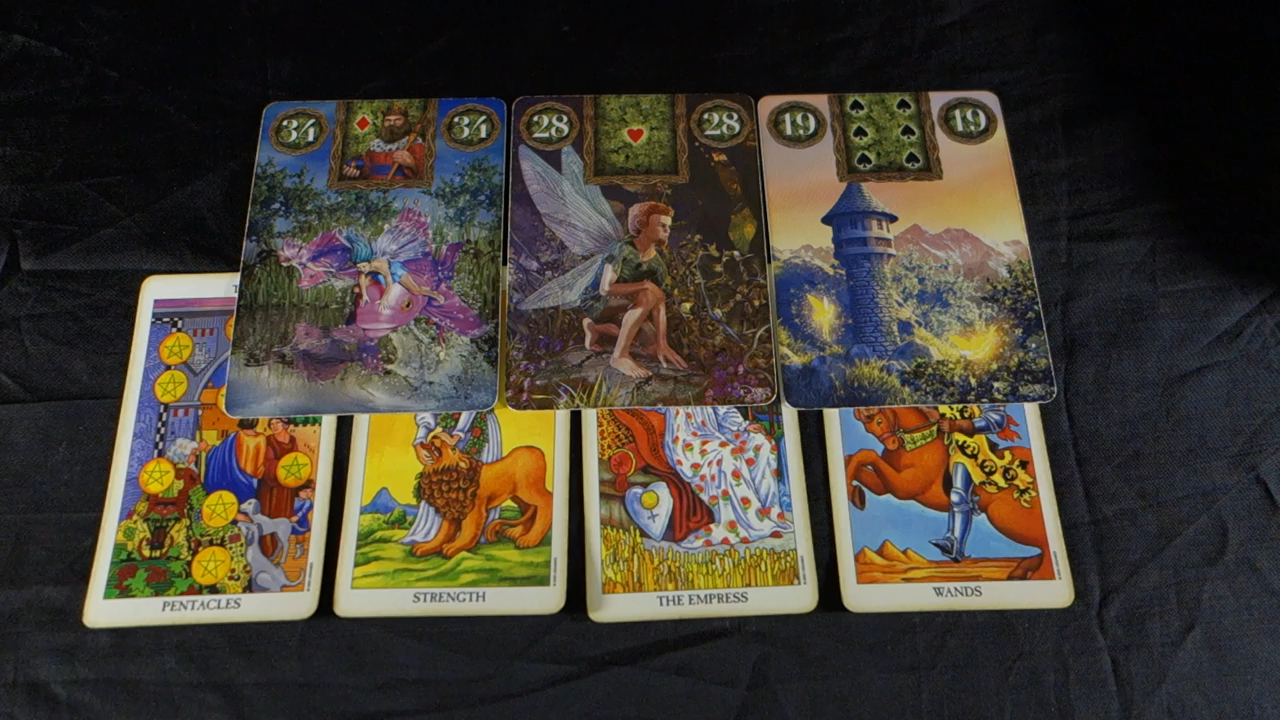 34 34
28 28
19 19
T
PENTACLES
STRENGTH
THE EMPRESS
WANDS